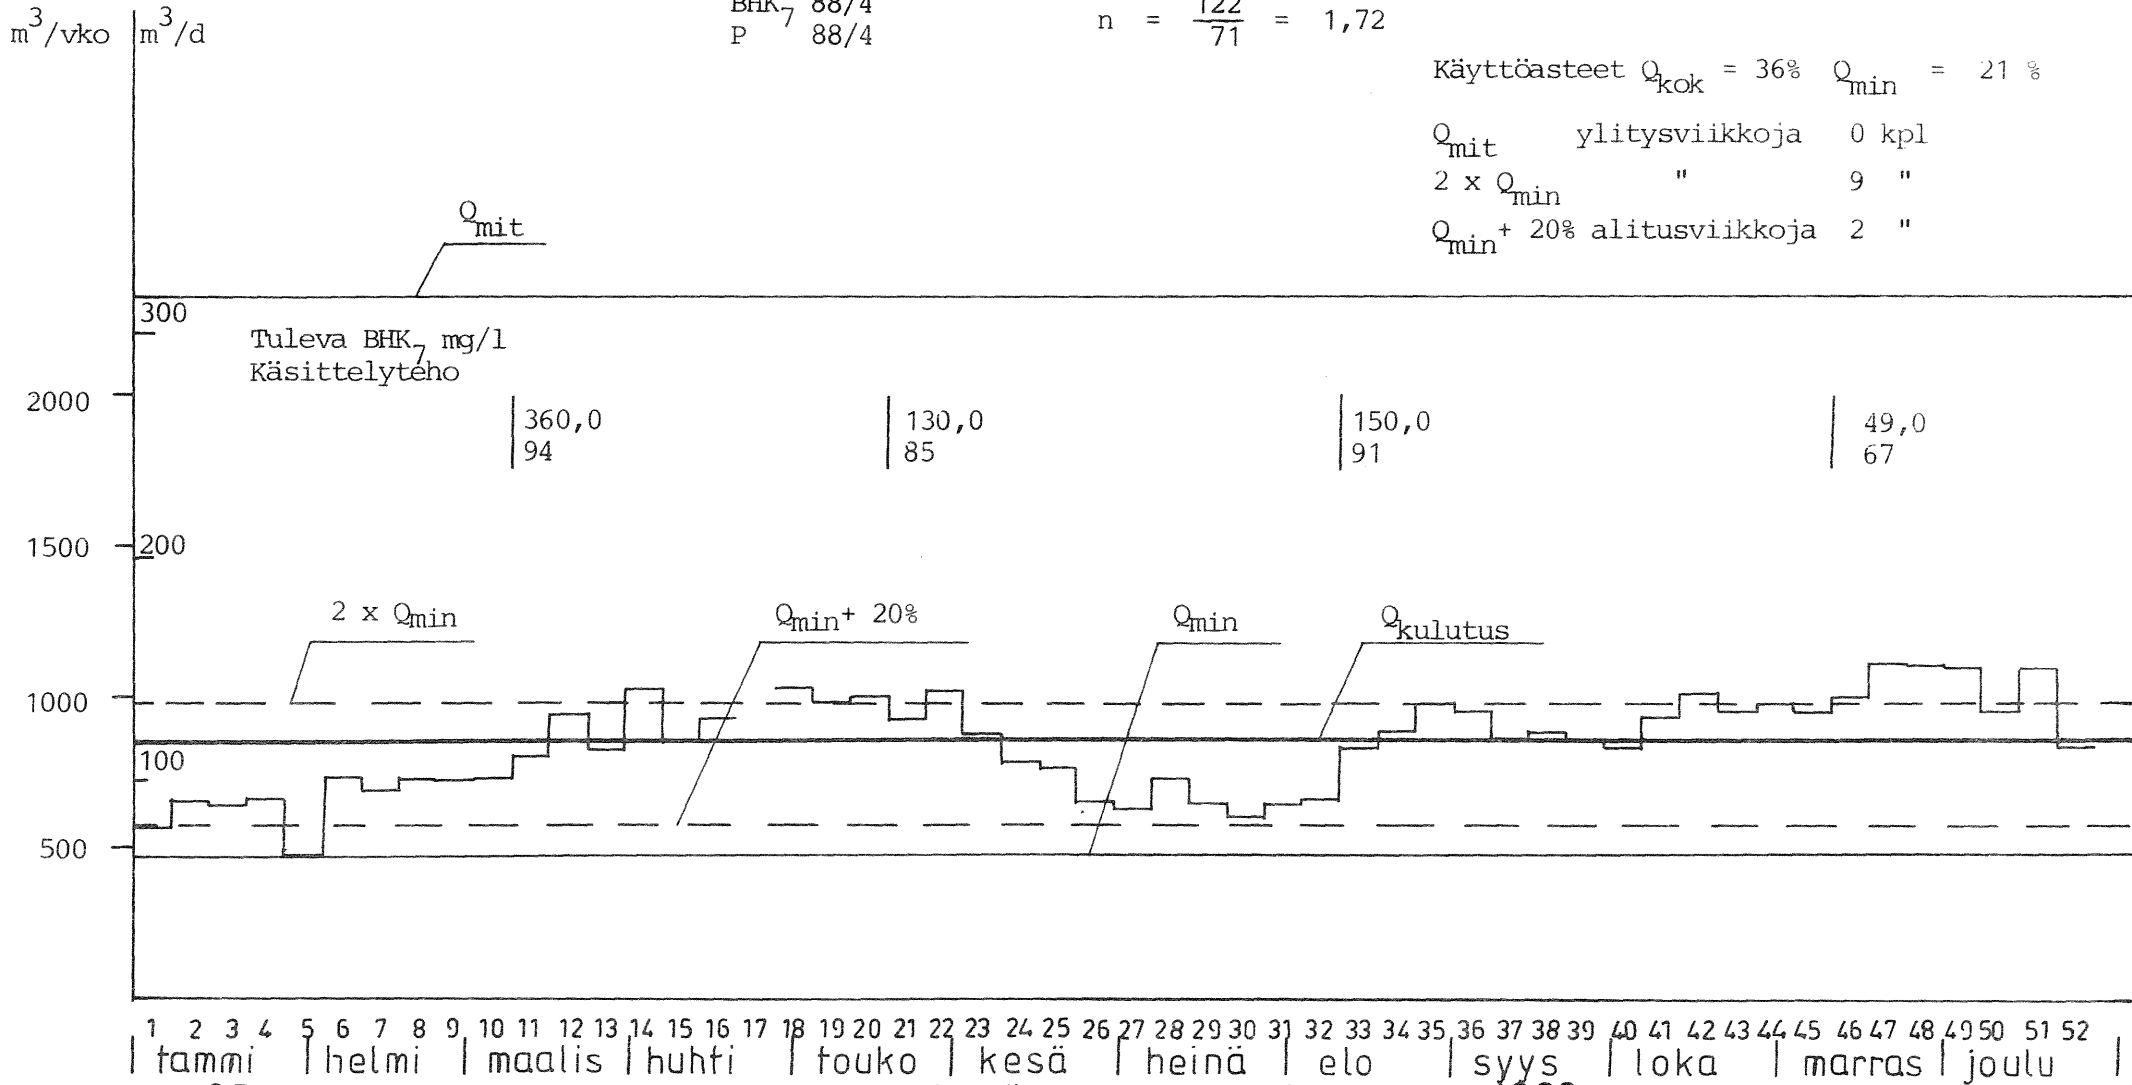 BHK7 88/4
P 88/4
n = 122/71 = 1,72
m³/vko m³/d
Käyttöasteet Qkok = 36% Qmin = 21 %
Qmit ylitysviikkoja 0 kpl
2 x Qmin " 9 "
Qmin + 20% alitusviikkoja 2 "
Qmit
300
Tuleva BHK7 mg/l
Käsittelyteho
2000
360,0
94
130,0
85
150,0
91
49,0
67
1500 200
2 x Qmin
Qmin + 20%
Qmin
Qkulutus
1000
100
500
1 2 3 4 5 6 7 8 9 10 11 12 13 14 15 16 17 18 19 20 21 22 23 24 25 26 27 28 29 30 31 32 33 34 35 36 37 38 39 40 41 42 43 44 45 46 47 48 49 50 51 52
tammi helmi maalis huhti touko kesä heinä elo syys loka marras joulu